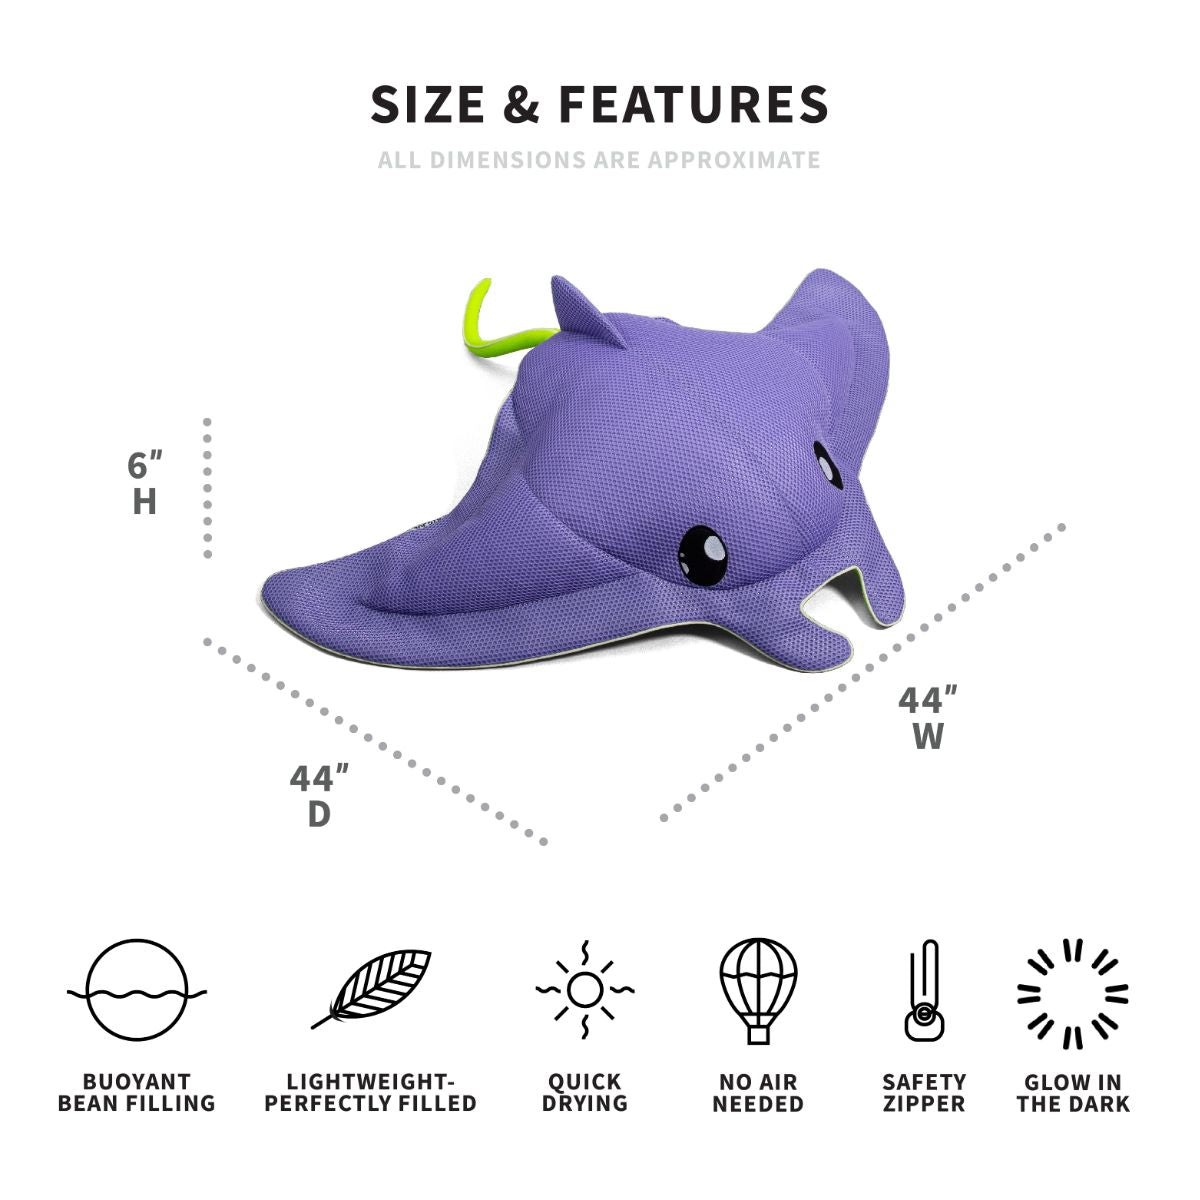 SIZE & FEATURES
ALL DIMENSIONS ARE APPROXIMATE
6"
H
44"
W
44"
D
BUOYANT
BEAN FILLING
LIGHTWEIGHT-
PERFECTLY FILLED
QUICK
DRYING
NO AIR
NEEDED
SAFETY
ZIPPER
GLOW IN
THE DARK